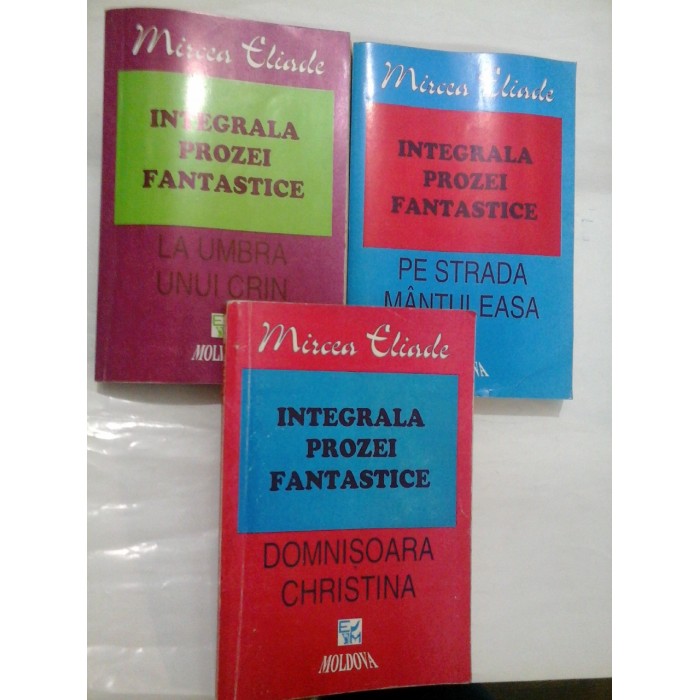 Mircea Eliade
INTEGRALA
PROZEI
FANTASTICE
LA UMBRA
UNUI CRIN
Mircea Eliade
INTEGRALA
PROZEI
FANTASTICE
PE STRADA
MÂNTULEASA
Mircea Eliade
INTEGRALA
PROZEI
FANTASTICE
DOMNIȘOARA
CHRISTINA
E M
MOLDOVA